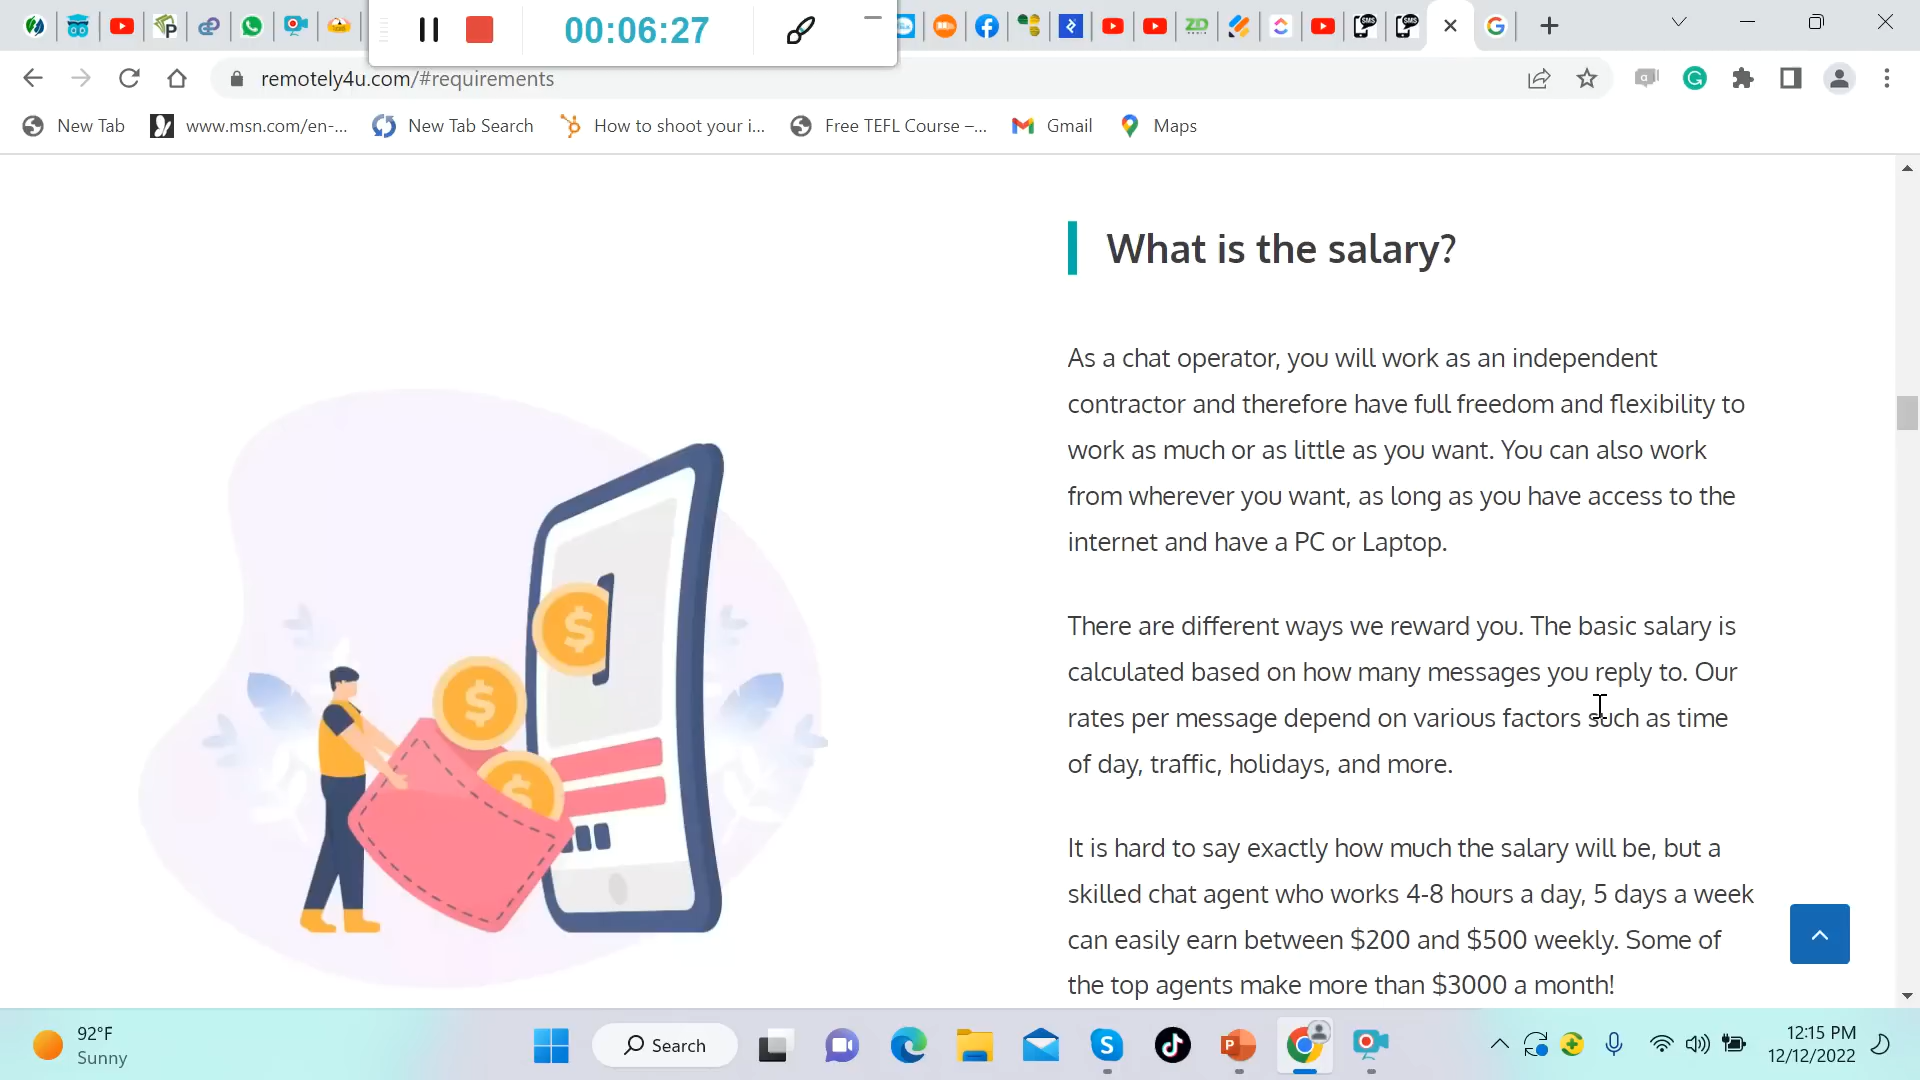 00:06:27
remotely4u.com/#requirements
New Tab
www.msn.com/en-...
New Tab Search
How to shoot your i...
Free TEFL Course –...
Gmail
Maps
What is the salary?
As a chat operator, you will work as an independent
contractor and therefore have full freedom and flexibility to
work as much or as little as you want. You can also work
from wherever you want, as long as you have access to the
internet and have a PC or Laptop.
There are different ways we reward you. The basic salary is
calculated based on how many messages you reply to. Our
rates per message depend on various factors such as time
of day, traffic, holidays, and more.
It is hard to say exactly how much the salary will be, but a
skilled chat agent who works 4-8 hours a day, 5 days a week
can easily earn between $200 and $500 weekly. Some of
the top agents make more than $3000 a month!
92°F
Sunny
Search
12:15 PM
12/12/2022